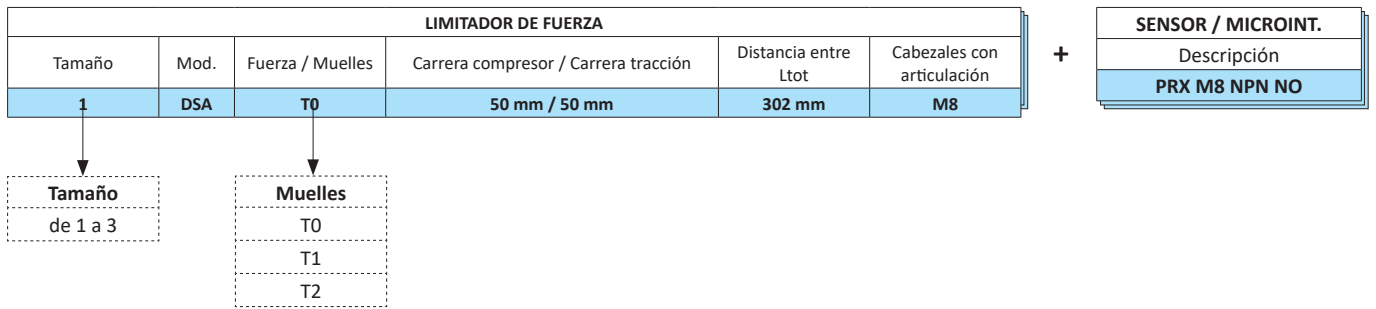 LIMITADOR DE FUERZA
Tamaño
Mod.
Fuerza / Muelles
Carrera compresor / Carrera tracción
Distancia entre
Ltot
Cabezales con
articulación
1
DSA
T0
50 mm / 50 mm
302 mm
M8
+
SENSOR / MICROINT.
Descripción
PRX M8 NPN NO
Tamaño
de 1 a 3
Muelles
T0
T1
T2